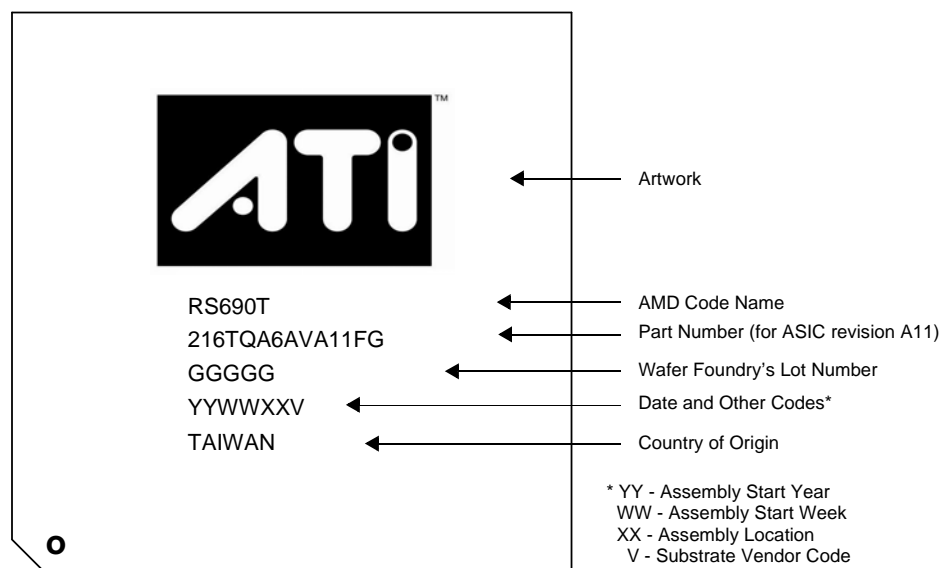 ATI TM
Artwork
RS690T AMD Code Name
216TQA6AVA11FG Part Number (for ASIC revision A11)
GGGGG Wafer Foundry's Lot Number
YYWWXXV Date and Other Codes*
TAIWAN Country of Origin
* YY - Assembly Start Year
WW - Assembly Start Week
XX - Assembly Location
V - Substrate Vendor Code
O